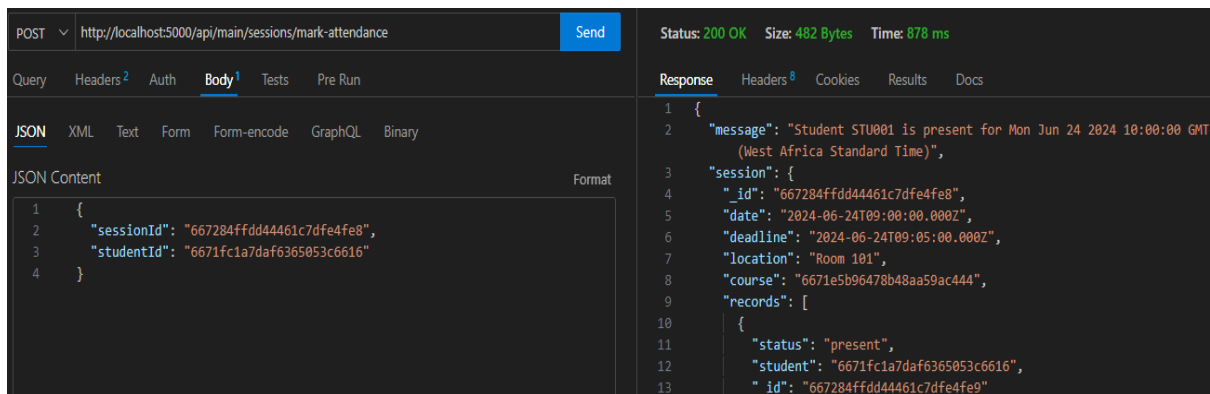 POST http://localhost:5000/api/main/sessions/mark-attendance Send
Query Headers 2 Auth Body 1 Tests Pre Run
JSON XML Text Form Form-encode GraphQL Binary
JSON Content Format
1 {
2 "sessionId": "667284ffdd44461c7dfe4fe8",
3 "studentId": "6671fc1a7daf6365053c6616"
4 }
Status: 200 OK Size: 482 Bytes Time: 878 ms
Response Headers 8 Cookies Results Docs
1 {
2 "message": "Student STU001 is present for Mon Jun 24 2024 10:00:00 GMT
(West Africa Standard Time)",
3 "session": {
4 "_id": "667284ffdd44461c7dfe4fe8",
5 "date": "2024-06-24T09:00:00.000Z",
6 "deadline": "2024-06-24T09:05:00.000Z",
7 "location": "Room 101",
8 "course": "6671e5b96478b48aa59ac444",
9 "records": [
10 {
11 "status": "present",
12 "student": "6671fc1a7daf6365053c6616",
13 "_id": "667284ffdd44461c7dfe4fe9"